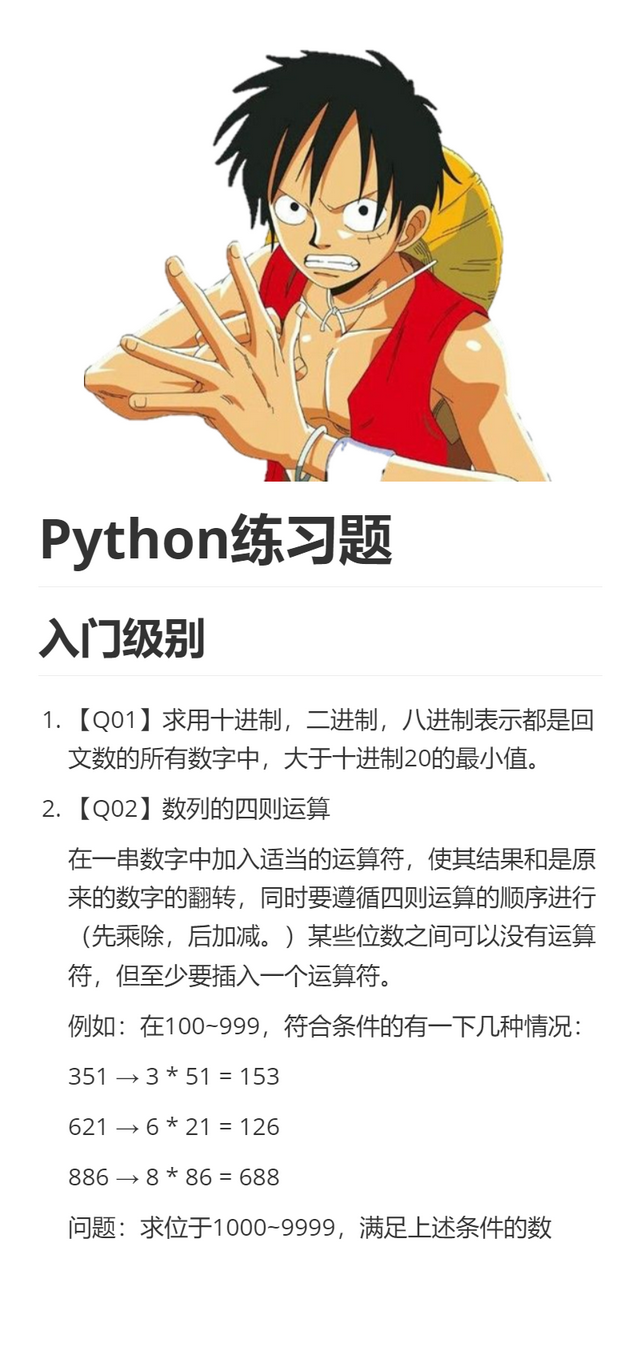 Python练习题
入门级别
1. 【Q01】求用十进制，二进制，八进制表示都是回
文数的所有数字中，大于十进制20的最小值。
2. 【Q02】数列的四则运算
在一串数字中加入适当的运算符，使其结果和是原
来的数字的翻转，同时要遵循四则运算的顺序进行
（先乘除，后加减。）某些位数之间可以没有运算
符，但至少要插入一个运算符。
例如：在100~999，符合条件的有一下几种情况：
351 → 3 * 51 = 153
621 → 6 * 21 = 126
886 → 8 * 86 = 688
问题：求位于1000~9999，满足上述条件的数